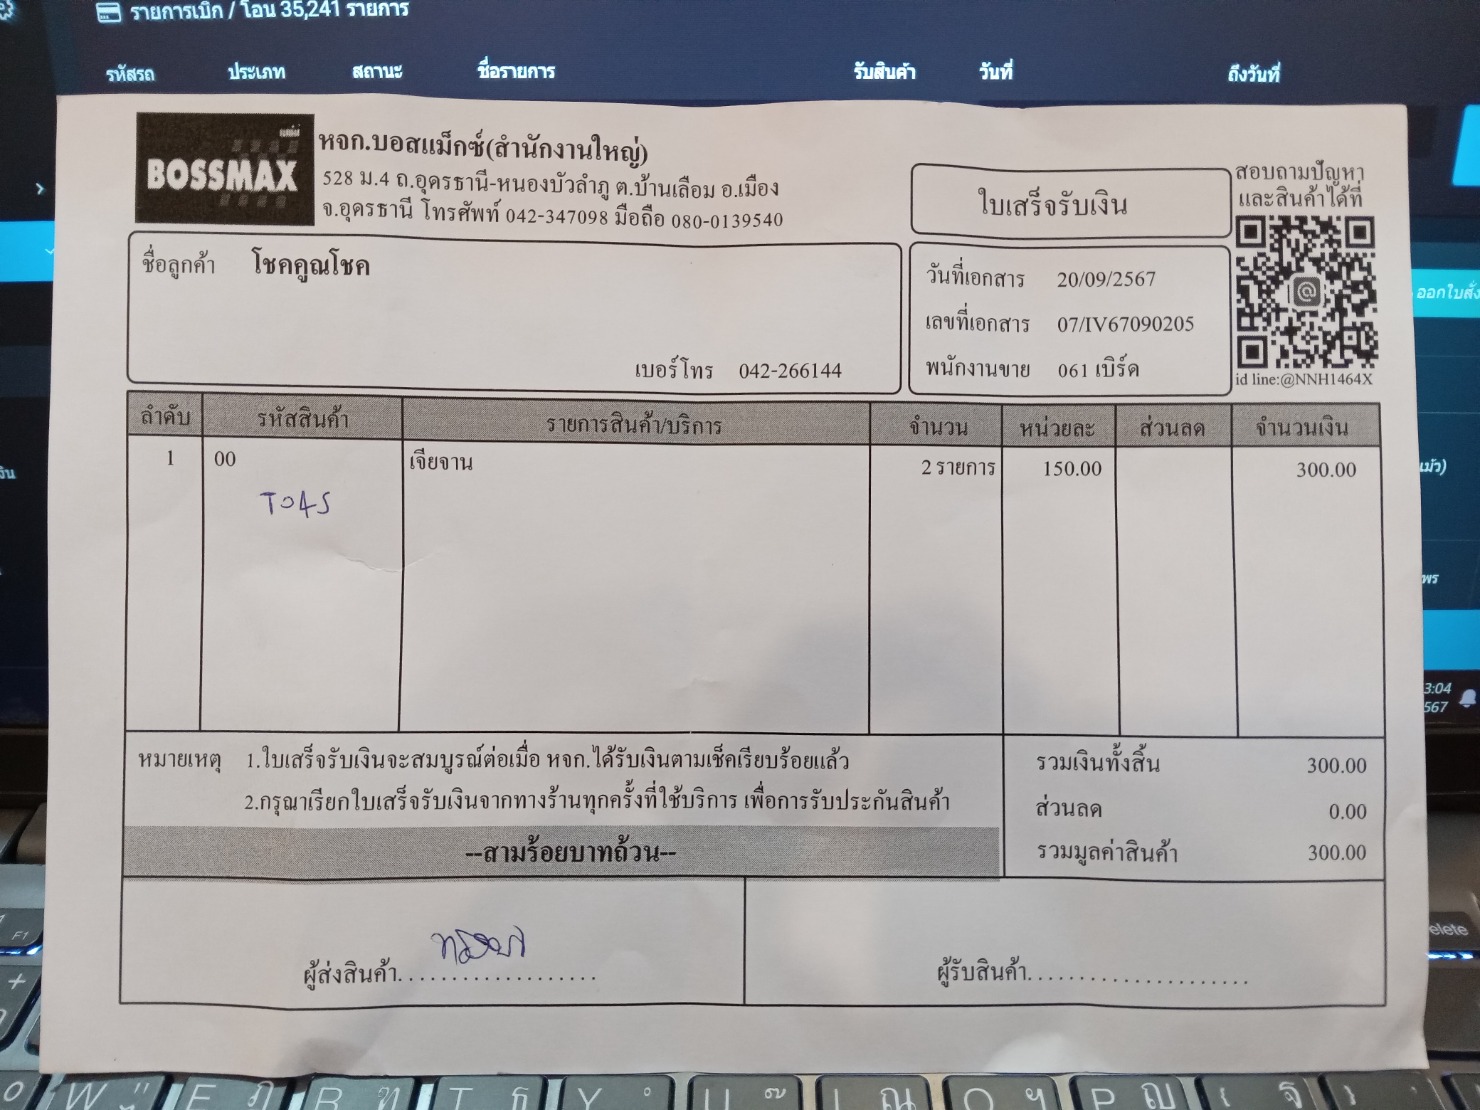 รายการเบิก / โอน 35,241 รายการ
รหัสรถ ประเภท สถานะ ชื่อรายการ รับสินค้า วันที่ ถึงวันที่
BOSSMAX
หจก.บอสแม็กซ์(สำนักงานใหญ่)
528 ม.4 ถ.อุดรธานี-หนองบัวลำภู ต.บ้านเลื่อม อ.เมือง
จ.อุดรธานี โทรศัพท์ 042-347098 มือถือ 080-0139540
ใบเสร็จรับเงิน
สอบถามปัญหา
และสินค้าได้ที่
id line:@NNH1464X
ชื่อลูกค้า โชคคูณโชค
เบอร์โทร 042-266144
วันที่เอกสาร 20/09/2567
เลขที่เอกสาร 07/IV67090205
พนักงานขาย 061 เบิร์ด
ออกใบสั่ง
ลำดับ รหัสสินค้า รายการสินค้า/บริการ จำนวน หน่วยละ ส่วนลด จำนวนเงิน
1 00 เจียจาน 2 รายการ 150.00 300.00
T04S
หมายเหตุ 1.ใบเสร็จรับเงินจะสมบูรณ์ต่อเมื่อ หจก.ได้รับเงินตามเช็คเรียบร้อยแล้ว
2.กรุณาเรียกใบเสร็จรับเงินจากทางร้านทุกครั้งที่ใช้บริการ เพื่อการรับประกันสินค้า
--สามร้อยบาทถ้วน--
รวมเงินทั้งสิ้น 300.00
ส่วนลด 0.00
รวมมูลค่าสินค้า 300.00
3:04
567
ผู้ส่งสินค้า...................
ผู้รับสินค้า......................
F1
elete
W E ภ R ฑ T ธ Y U I ณ O ฯ P ญ ฐ